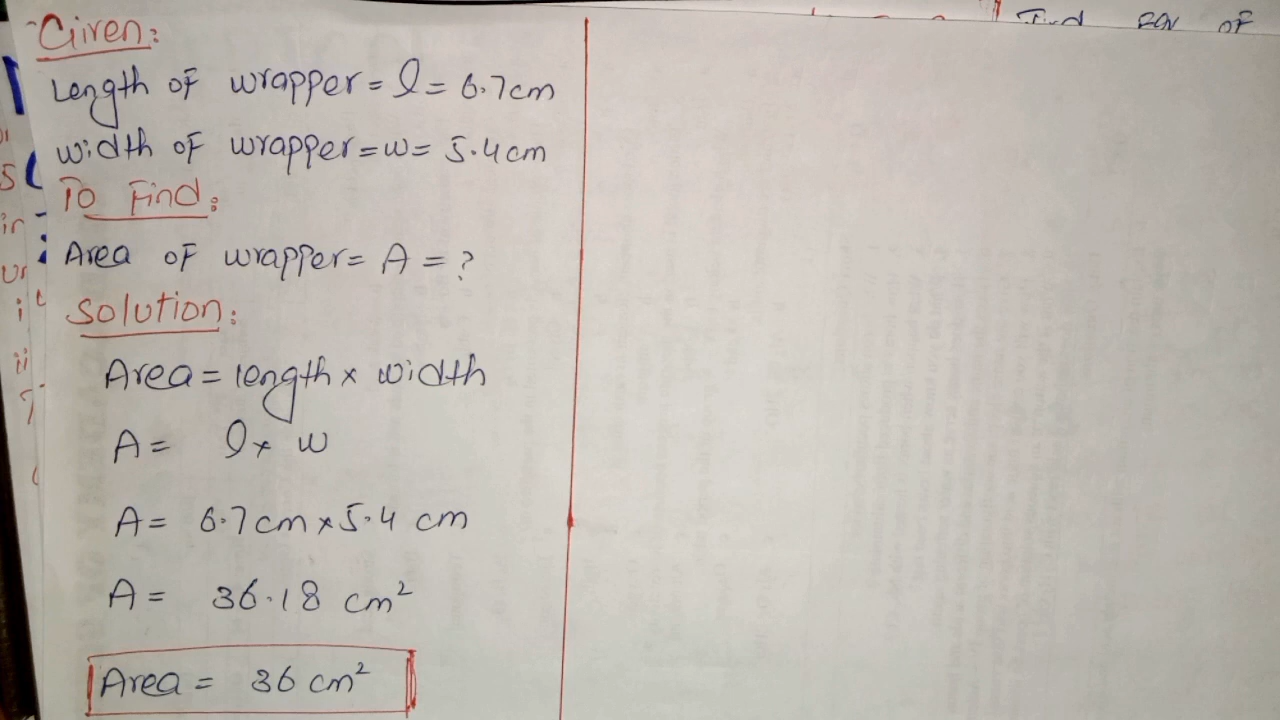 Given:
Length of wrapper = l = 6.7cm
width of wrapper = w = 5.4cm
To Find:
Area of wrapper = A = ?
Solution:
Area = length × width
A = l × w
A = 6.7cm × 5.4 cm
A = 36.18 cm²
Area = 36 cm²